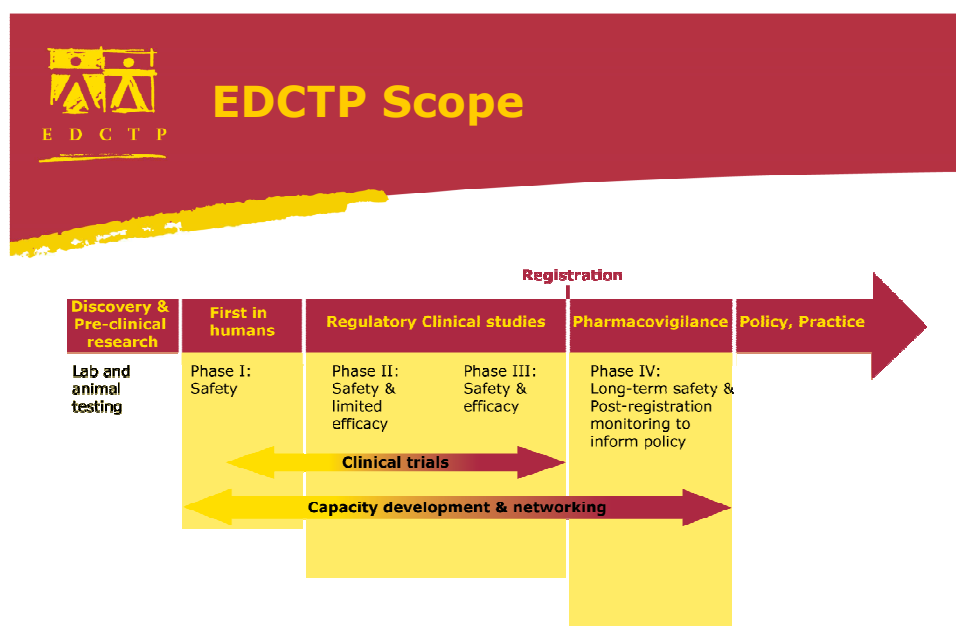 EDCTP Scope
E D C T P
Registration
Discovery &
Pre-clinical
research
First in
humans
Regulatory Clinical studies
Pharmacovigilance
Policy, Practice
Lab and
animal
testing
Phase I:
Safety
Phase II:
Safety &
limited
efficacy
Phase III:
Safety &
efficacy
Phase IV:
Long-term safety &
Post-registration
monitoring to
inform policy
Clinical trials
Capacity development & networking